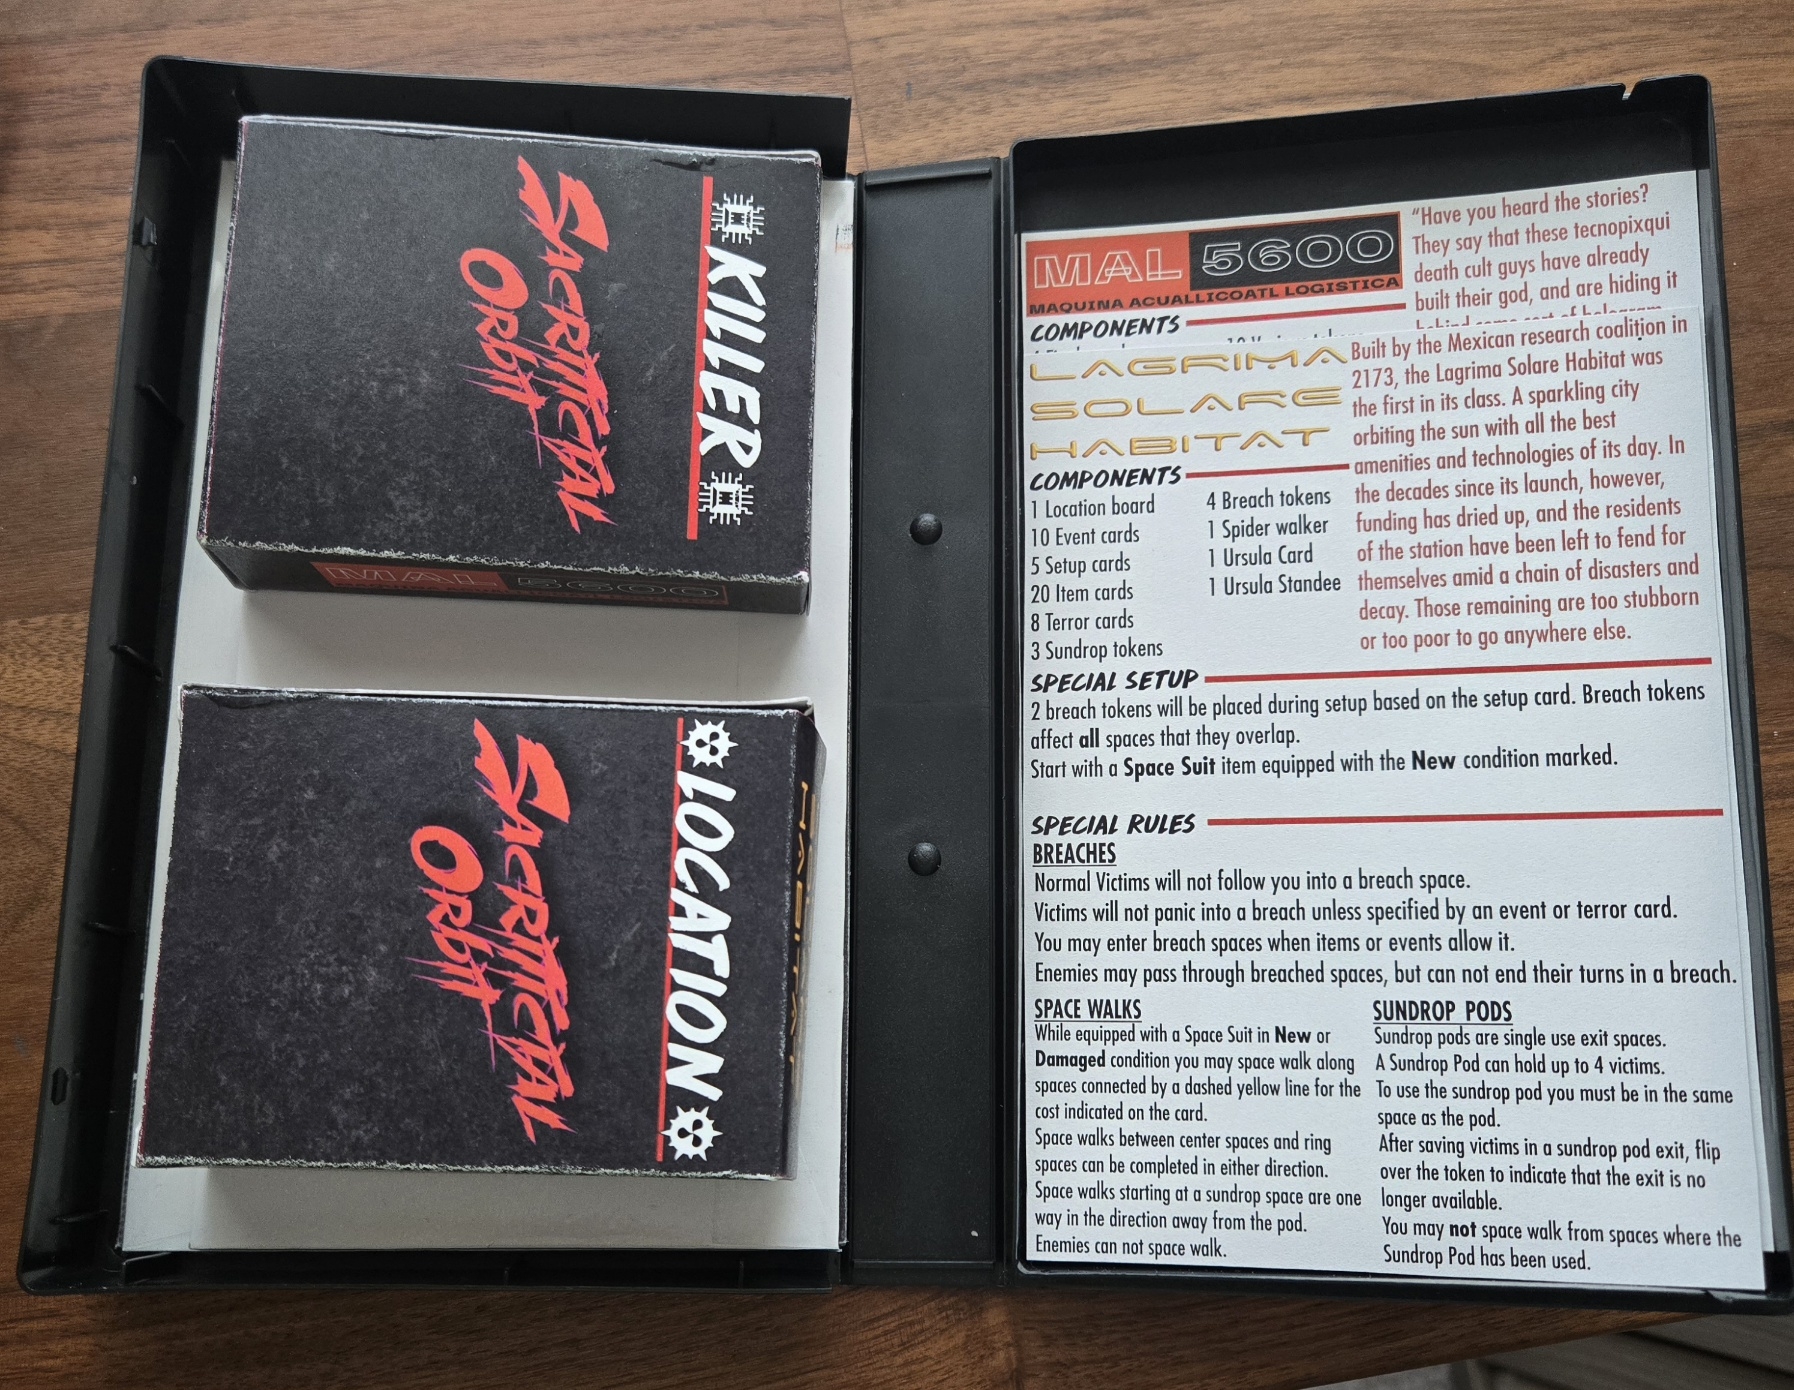 SACRIFICIAL
ORBIT
KILLER
MAL 5600
SACRIFICIAL
ORBIT
LOCATION
HABITAT
MAL 5600
MAQUINA ACUALLICOATL LOGISTICA
COMPONENTS
"Have you heard the stories?
They say that these tecnopixqui
death cult guys have already
built their god, and are hiding it
LAGRIMA
SOLARE
HABITAT
COMPONENTS
1 Location board
10 Event cards
5 Setup cards
20 Item cards
8 Terror cards
3 Sundrop tokens
4 Breach tokens
1 Spider walker
1 Ursula Card
1 Ursula Standee
Built by the Mexican research coalition in
2173, the Lagrima Solare Habitat was
the first in its class. A sparkling city
orbiting the sun with all the best
amenities and technologies of its day. In
the decades since its launch, however,
funding has dried up, and the residents
of the station have been left to fend for
themselves amid a chain of disasters and
decay. Those remaining are too stubborn
or too poor to go anywhere else.
SPECIAL SETUP
2 breach tokens will be placed during setup based on the setup card. Breach tokens
affect all spaces that they overlap.
Start with a Space Suit item equipped with the New condition marked.
SPECIAL RULES
BREACHES
Normal Victims will not follow you into a breach space.
Victims will not panic into a breach unless specified by an event or terror card.
You may enter breach spaces when items or events allow it.
Enemies may pass through breached spaces, but can not end their turns in a breach.
SPACE WALKS
While equipped with a Space Suit in New or
Damaged condition you may space walk along
spaces connected by a dashed yellow line for the
cost indicated on the card.
Space walks between center spaces and ring
spaces can be completed in either direction.
Space walks starting at a sundrop space are one
way in the direction away from the pod.
Enemies can not space walk.
SUNDROP PODS
Sundrop pods are single use exit spaces.
A Sundrop Pod can hold up to 4 victims.
To use the sundrop pod you must be in the same
space as the pod.
After saving victims in a sundrop pod exit, flip
over the token to indicate that the exit is no
longer available.
You may not space walk from spaces where the
Sundrop Pod has been used.